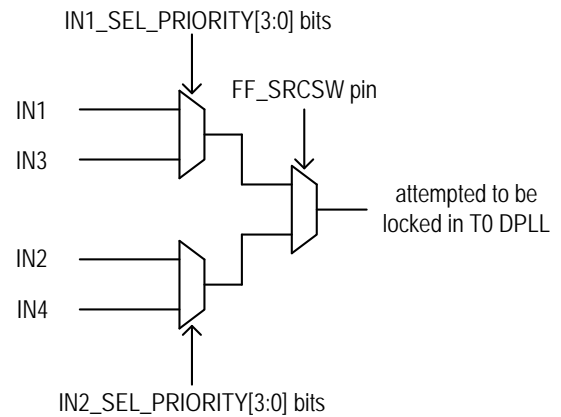 IN1_SEL_PRIORITY[3:0] bits
FF_SRCSW pin
IN1
IN3
attempted to be
locked in T0 DPLL
IN2
IN4
IN2_SEL_PRIORITY[3:0] bits